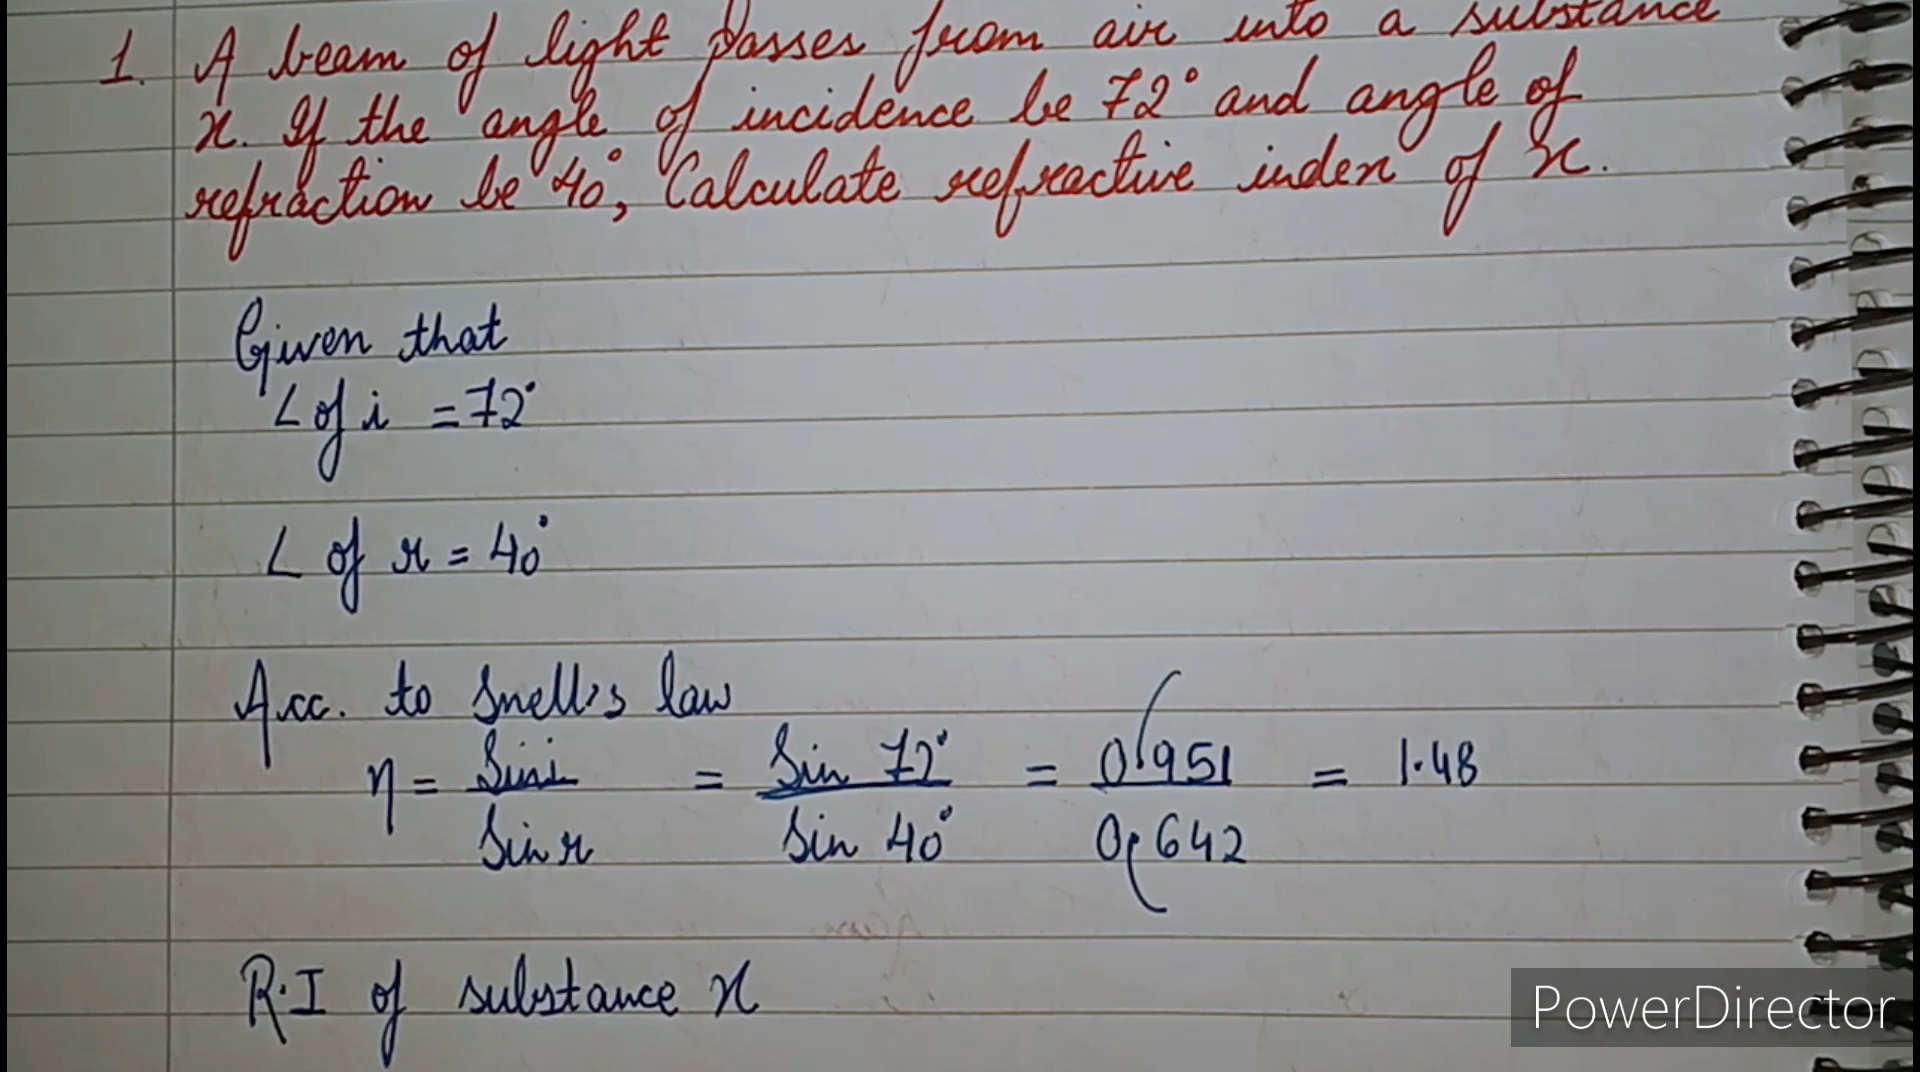 1. A beam of light passes from air into a substance
x. If the angle of incidence be 72° and angle of
refraction be 40°, Calculate refractive index of x.
Given that
∠ of i = 72°
∠ of r = 40°
Acc. to Snell's law
η = Sin i / Sin r = Sin 72° / Sin 40° = 0.951 / 0.642 = 1.48
R.I of substance x
PowerDirector